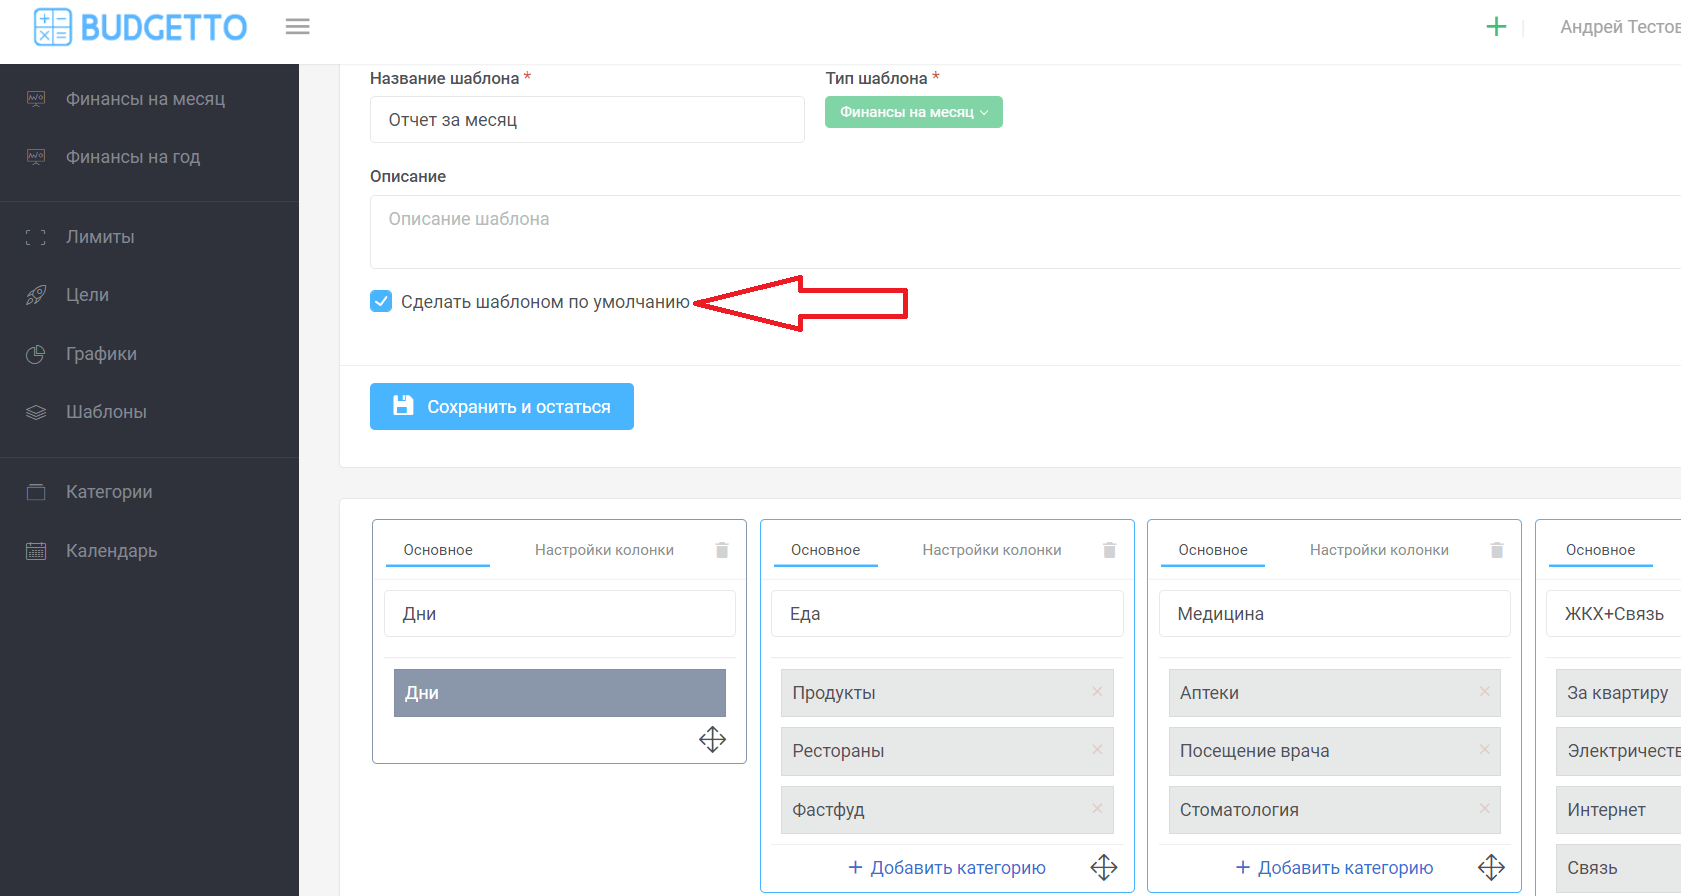 BUDGETTO
Андрей Тестов
Финансы на месяц
Финансы на год
Лимиты
Цели
Графики
Шаблоны
Категории
Календарь
Название шаблона *
Тип шаблона *
Отчет за месяц
Финансы на месяц
Описание
Описание шаблона
Сделать шаблоном по умолчанию
Сохранить и остаться
Основное Настройки колонки
Дни
Дни
Основное Настройки колонки
Еда
Продукты
Рестораны
Фастфуд
+ Добавить категорию
Основное Настройки колонки
Медицина
Аптеки
Посещение врача
Стоматология
+ Добавить категорию
Основное
ЖКХ+Связь
За квартиру
Электричеств
Интернет
Связь